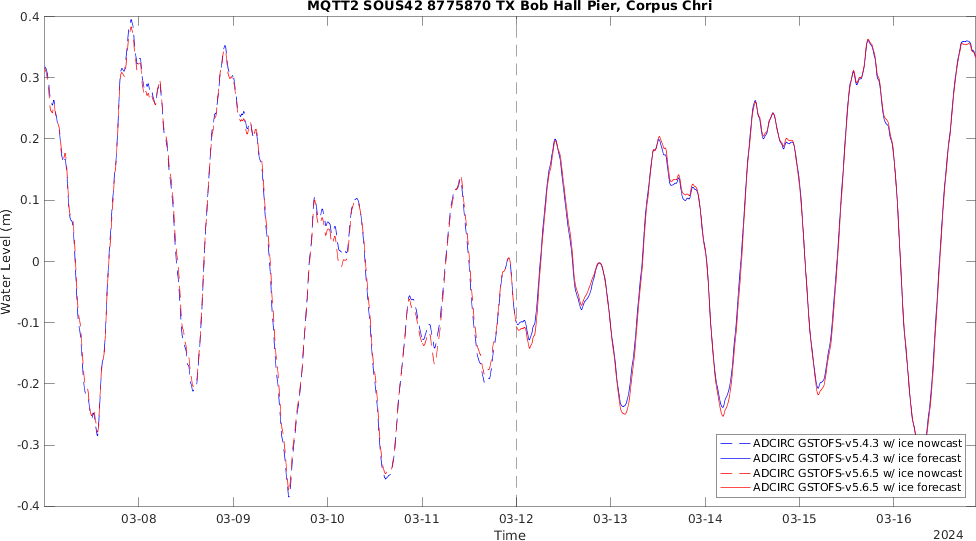 MQTT2 SOUS42 8775870 TX Bob Hall Pier, Corpus Chri
0.4
0.3
0.2
0.1
0
-0.1
-0.2
-0.3
-0.4
Water Level (m)
ADCIRC GSTOFS-v5.4.3 w/ ice nowcast
ADCIRC GSTOFS-v5.4.3 w/ ice forecast
ADCIRC GSTOFS-v5.6.5 w/ ice nowcast
ADCIRC GSTOFS-v5.6.5 w/ ice forecast
03-08 03-09 03-10 03-11 03-12 03-13 03-14 03-15 03-16
Time
2024